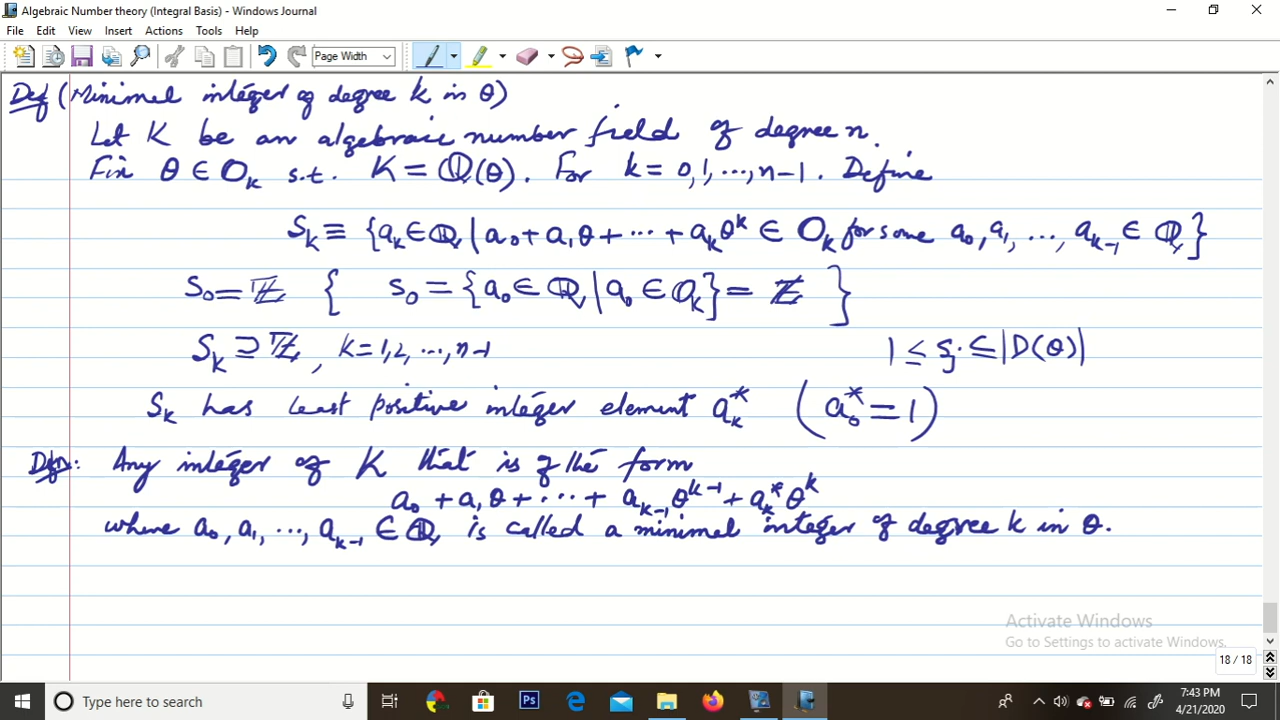 Algebraic Number theory (Integral Basis) - Windows Journal
File Edit View Insert Actions Tools Help
Page Width
Def (Minimal integer of degree k in θ)
Let K be an algebraic number field of degree n.
Fix θ ∈ O_K s.t. K = ℚ(θ). For k = 0, 1, ..., n-1. Define
S_k ≡ {a_k ∈ ℚ | a_0 + a_1θ + ... + a_kθ^k ∈ O_K for some a_0, a_1, ..., a_{k-1} ∈ ℚ}
S_0 = ℤ { S_0 = {a_0 ∈ ℚ | a_0 ∈ O_K} = ℤ }
S_k ⊇ ℤ, k = 1, 2, ..., n-1 1 ≤ s_j ≤ |D(θ)|
S_k has least positive integer element a_k^* (a_0^* = 1)
Defn: Any integer of K that is of the form
a_0 + a_1θ + ... + a_{k-1}θ^{k-1} + a_k^*θ^k
where a_0, a_1, ..., a_{k-1} ∈ ℚ is called a minimal integer of degree k in θ.
Activate Windows
Go to Settings to activate Windows.
18 / 18
Type here to search
7:43 PM
4/21/2020